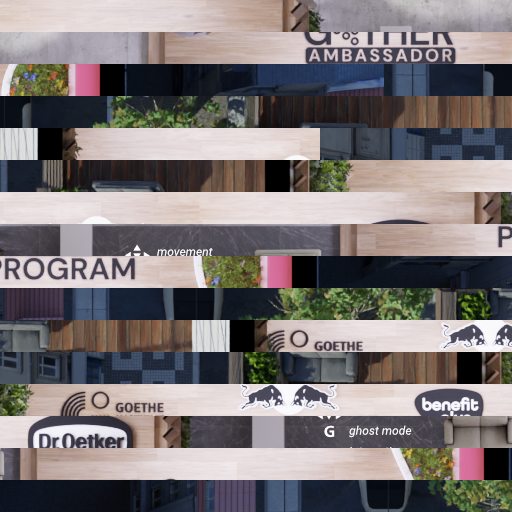 AMBASSADOR
movement
P
PROGRAM
GOETHE
GOETHE
benefit
Dr.Oetker
G ghost mode